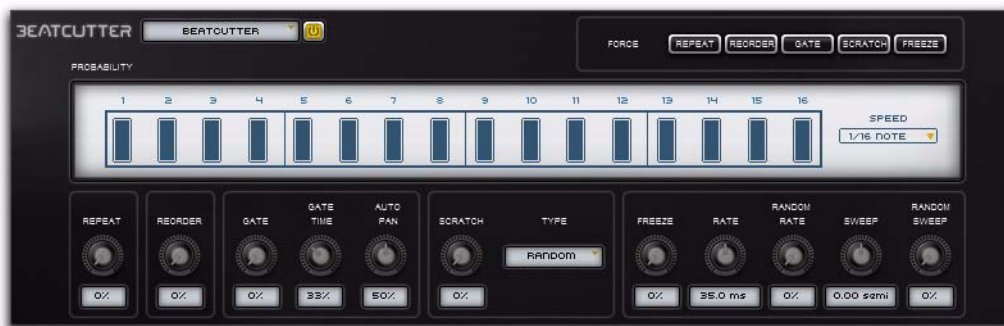 BEATCUTTER BEATCUTTER
FORCE REPEAT REORDER GATE SCRATCH FREEZE
PROBABILITY
1 2 3 4 5 6 7 8 9 10 11 12 13 14 15 16
SPEED
1/16 NOTE
REPEAT REORDER GATE GATE TIME AUTO PAN SCRATCH TYPE FREEZE RATE RANDOM RATE SWEEP RANDOM SWEEP
RANDOM
0% 0% 0% 33% 50% 0% 0% 35.0 ms 0% 0.00 semi 0%